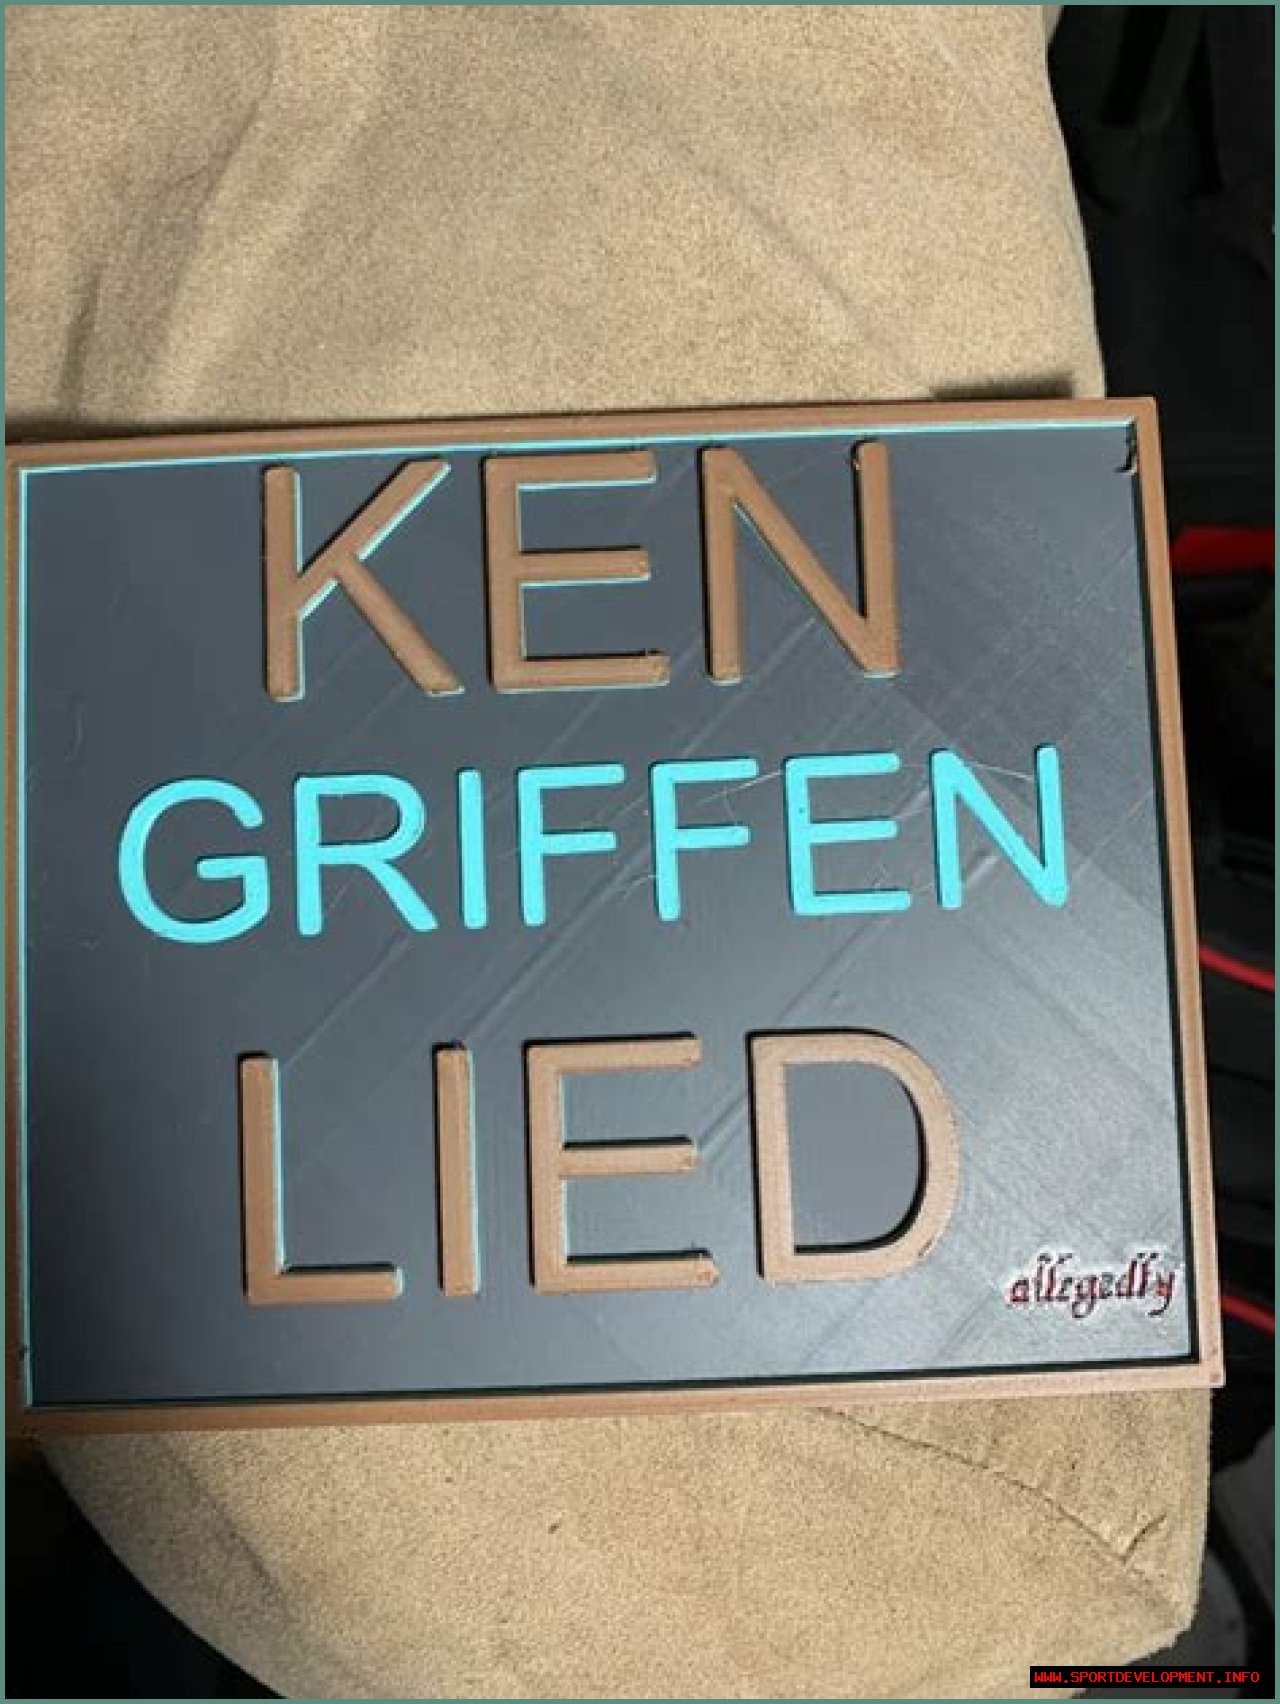 KEN
GRIFFEN
LIED
allegedly
WWW.SPORTDEVELOPMENT.INFO